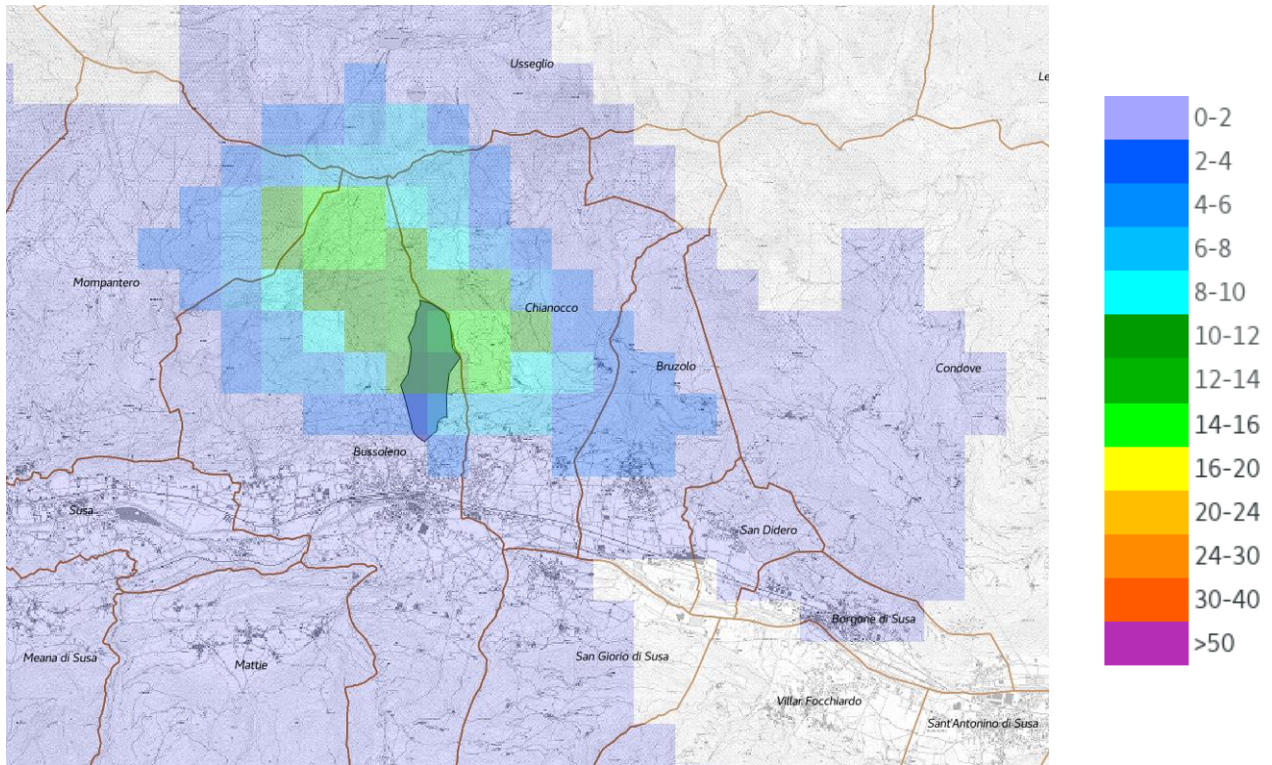 Usseglio
Le
Mompantero
Chianocco
Bruzolo
Condove
Bussoleno
Susa
San Didero
Borgone di Susa
Meana di Susa
Mattie
San Giorio di Susa
Villar Focchiardo
Sant'Antonino di Susa
0-2
2-4
4-6
6-8
8-10
10-12
12-14
14-16
16-20
20-24
24-30
30-40
>50